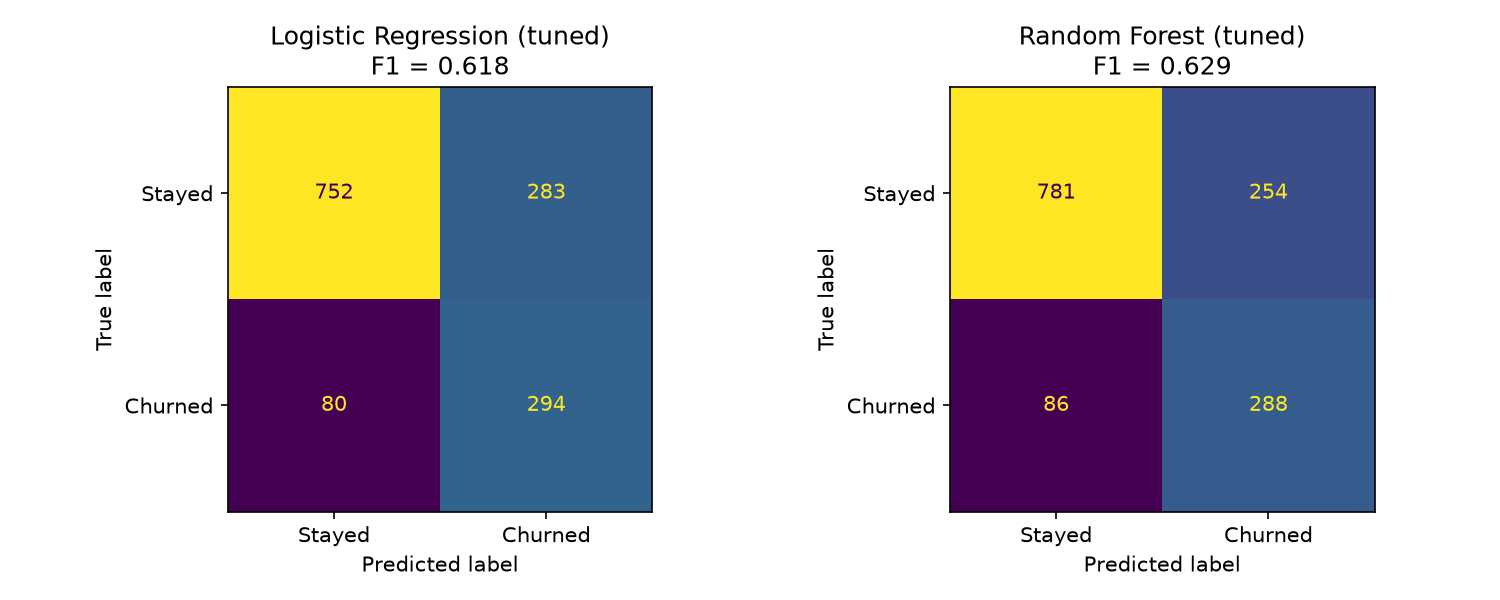 Logistic Regression (tuned)
F1 = 0.618
Stayed
752
283
True label
Churned
80
294
Stayed
Churned
Predicted label
Random Forest (tuned)
F1 = 0.629
Stayed
781
254
True label
Churned
86
288
Stayed
Churned
Predicted label